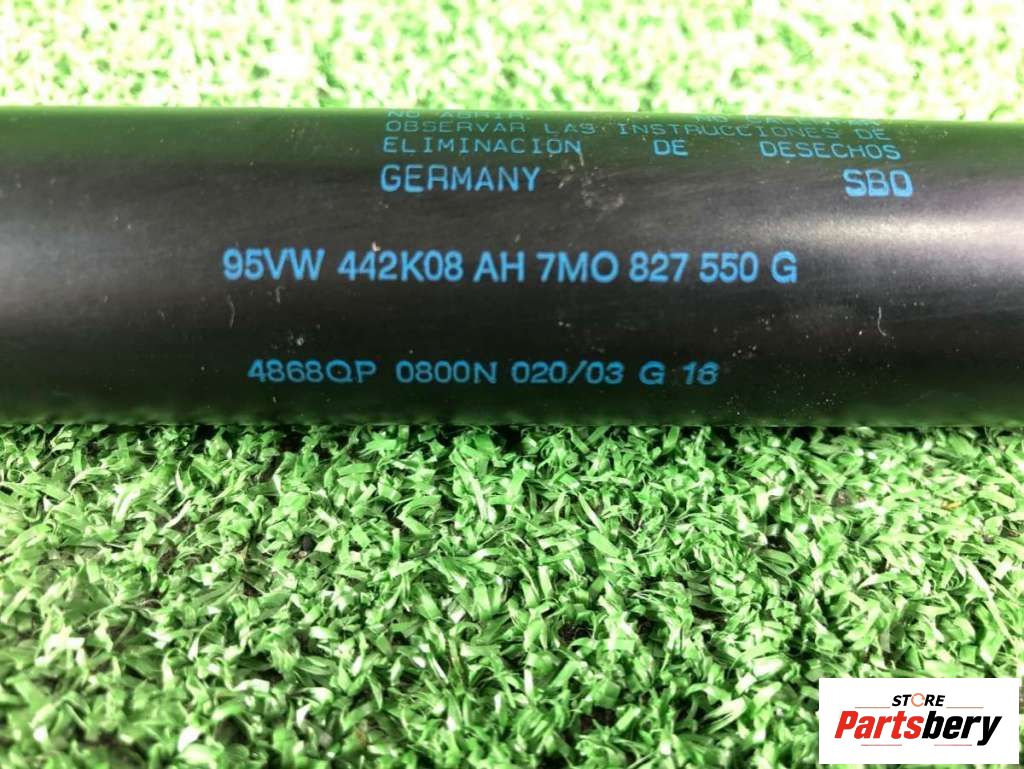 OBSERVAR LAS INSTRUCCIONES DE
ELIMINACION DE DESECHOS
GERMANY SBO
95VW 442K08 AH 7MO 827 550 G
4868QP 0800N 020/03 G 16
STORE
Partsbery